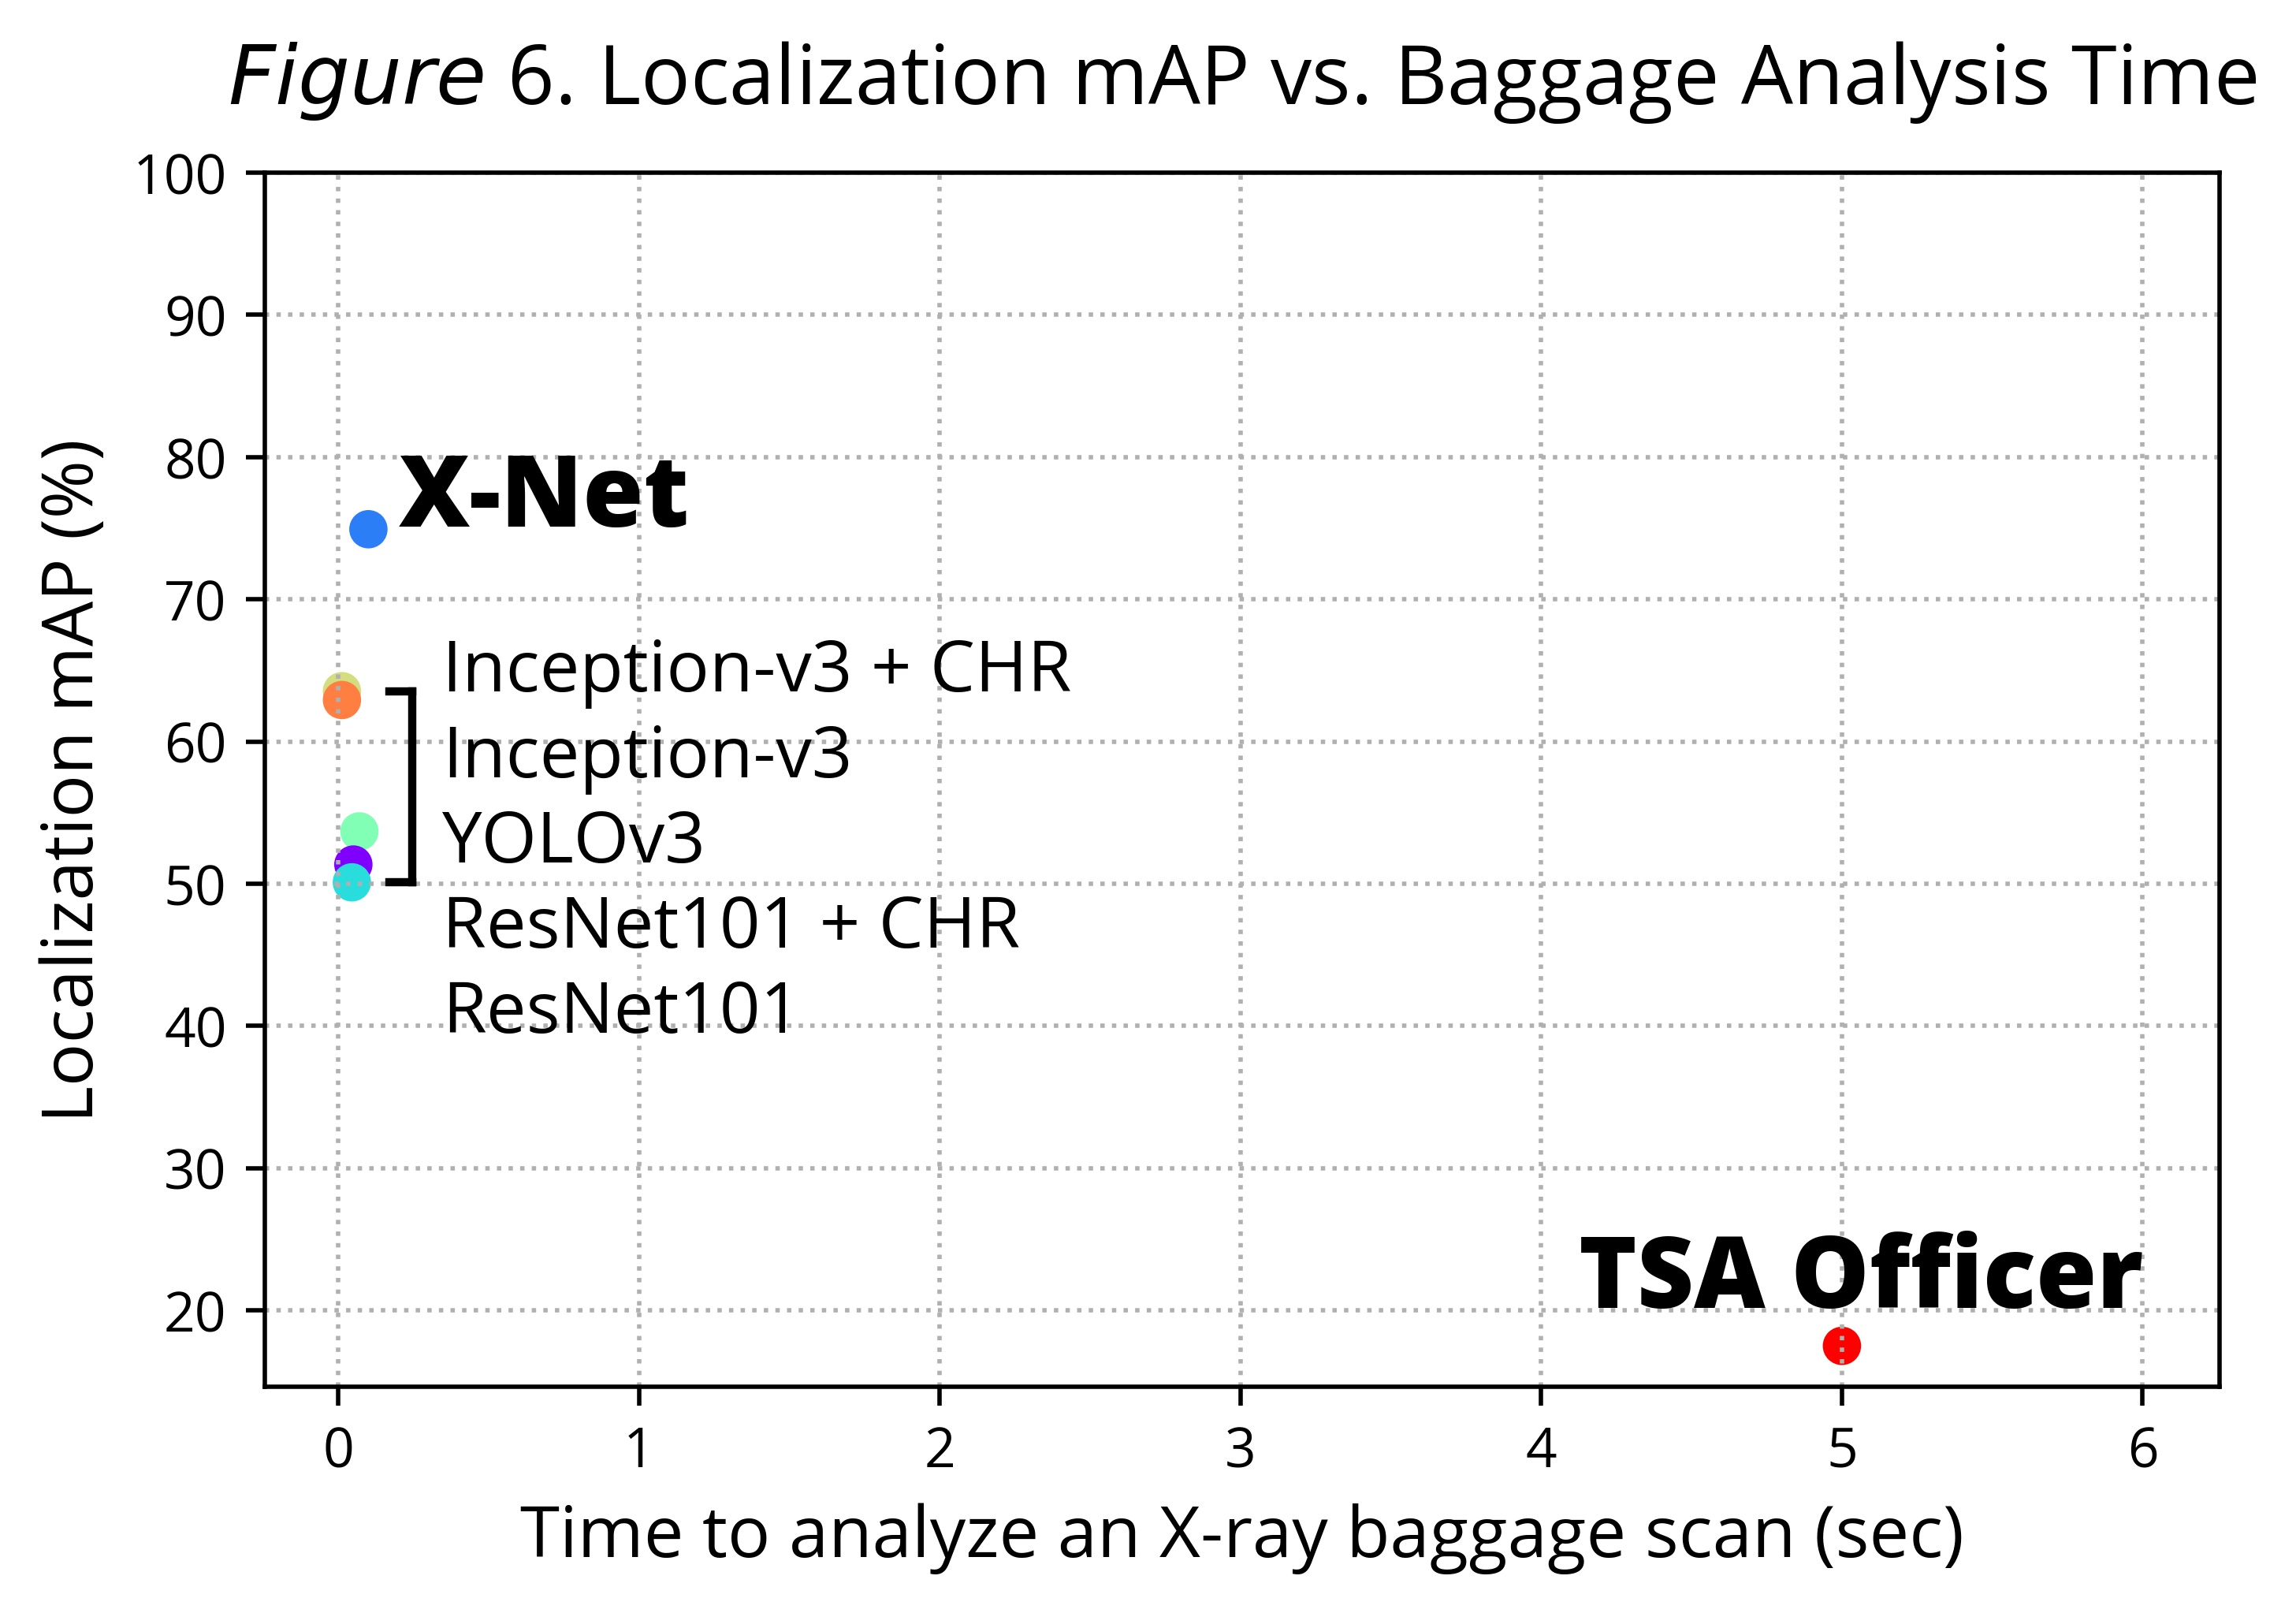 Figure 6. Localization mAP vs. Baggage Analysis Time
100
90
80
70
60
50
40
30
20
Localization mAP (%)
X-Net
Inception-v3 + CHR
Inception-v3
YOLOv3
ResNet101 + CHR
ResNet101
TSA Officer
0 1 2 3 4 5 6
Time to analyze an X-ray baggage scan (sec)